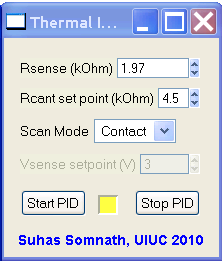 Thermal I...
Rsense (kOhm) 1.97
Rcant set point (kOhm) 4.5
Scan Mode Contact
Vsense setpoint (V) 3
Start PID Stop PID
Suhas Somnath, UIUC 2010